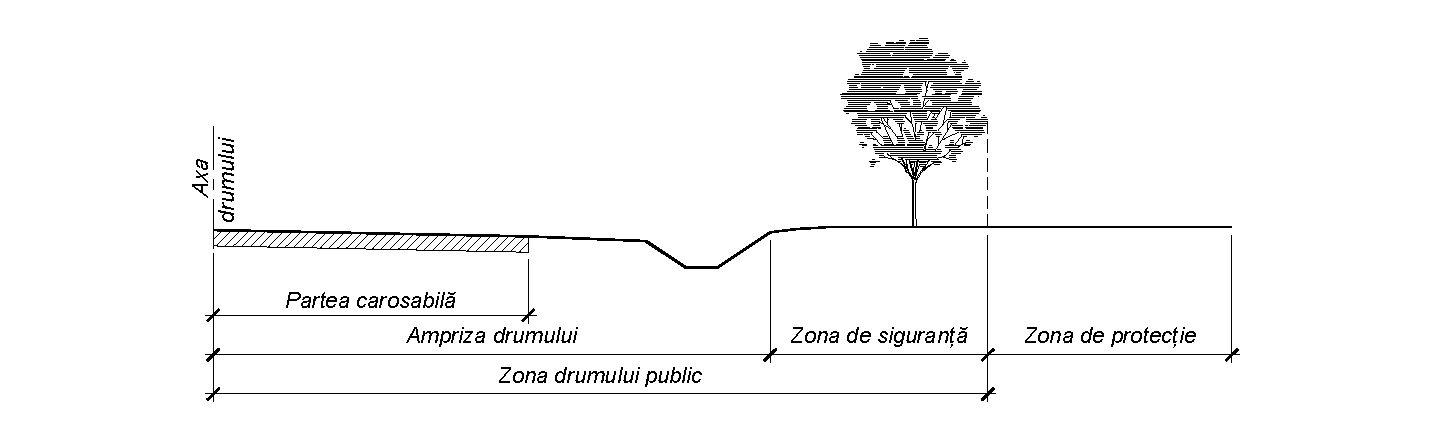 Axa
drumului
Partea carosabilă
Ampriza drumului
Zona de siguranță
Zona de protecție
Zona drumului public